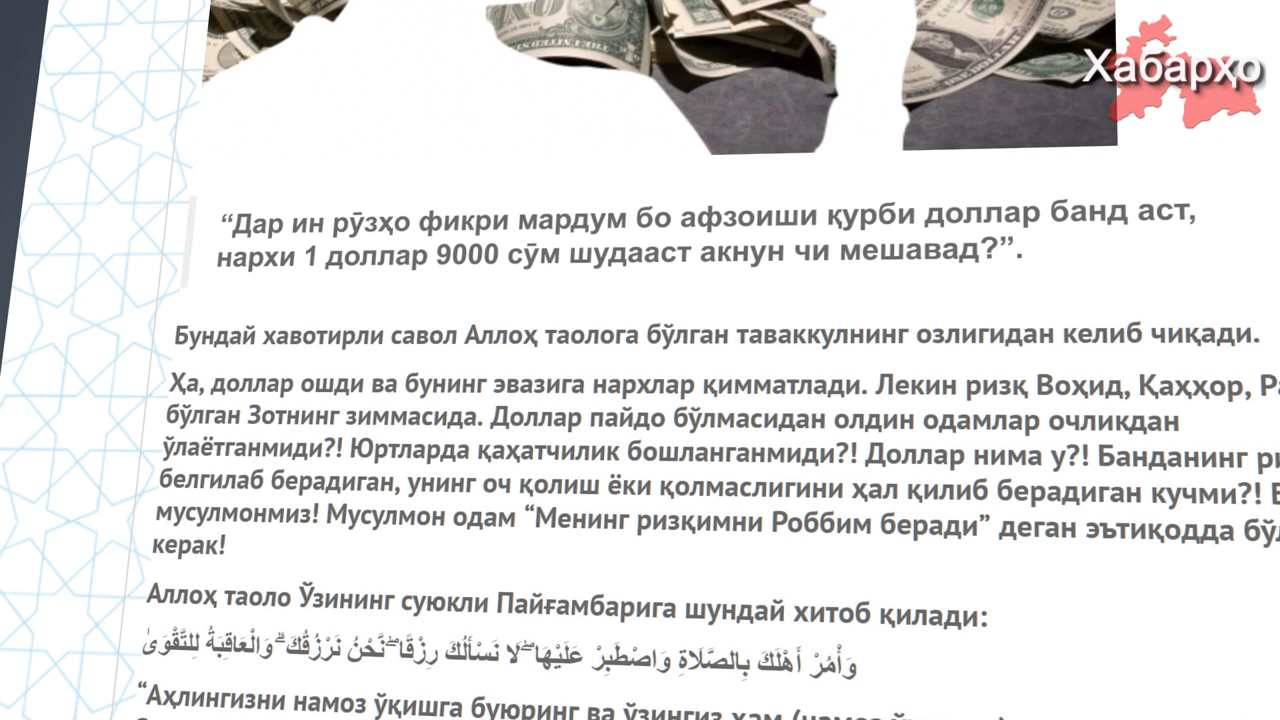 Хабарҳо
“Дар ин рӯзҳо фикри мардум бо афзоиши қурби доллар банд аст,
нархи 1 доллар 9000 сӯм шудааст акнун чи мешавад?”.
Бундай хавотирли савол Аллоҳ таолога бўлган таваккулнинг озлигидан келиб чиқади.
Ҳа, доллар ошди ва бунинг эвазига нархлар қимматлади. Лекин ризқ Воҳид, Қаҳҳор,
бўлган Зотнинг зиммасида. Доллар пайдо бўлмасидан олдин одамлар очликдан
ўлаётганмиди?! Юртларда қаҳатчилик бошланганмиди?! Доллар нима у?! Банданинг
белгилаб берадиган, унинг оч қолиш ёки қолмаслигини ҳал қилиб берадиган кучми?!
мусулмонмиз! Мусулмон одам “Менинг ризқимни Роббим беради” деган эътиқодда
керак!
Аллоҳ таоло Ўзининг суюкли Пайғамбарига шундай хитоб қилади:
وَأْمُرْ أَهْلَكَ بِالصَّلَاةِ وَاصْطَبِرْ عَلَيْهَا ۖ لَا نَسْأَلُكَ رِزْقًا ۖ نَّحْنُ نَرْزُقُكَ ۗ وَالْعَاقِبَةُ لِلتَّقْوَىٰ
“Аҳлингизни намоз ўқишга буюринг ва ўзингиз ҳам